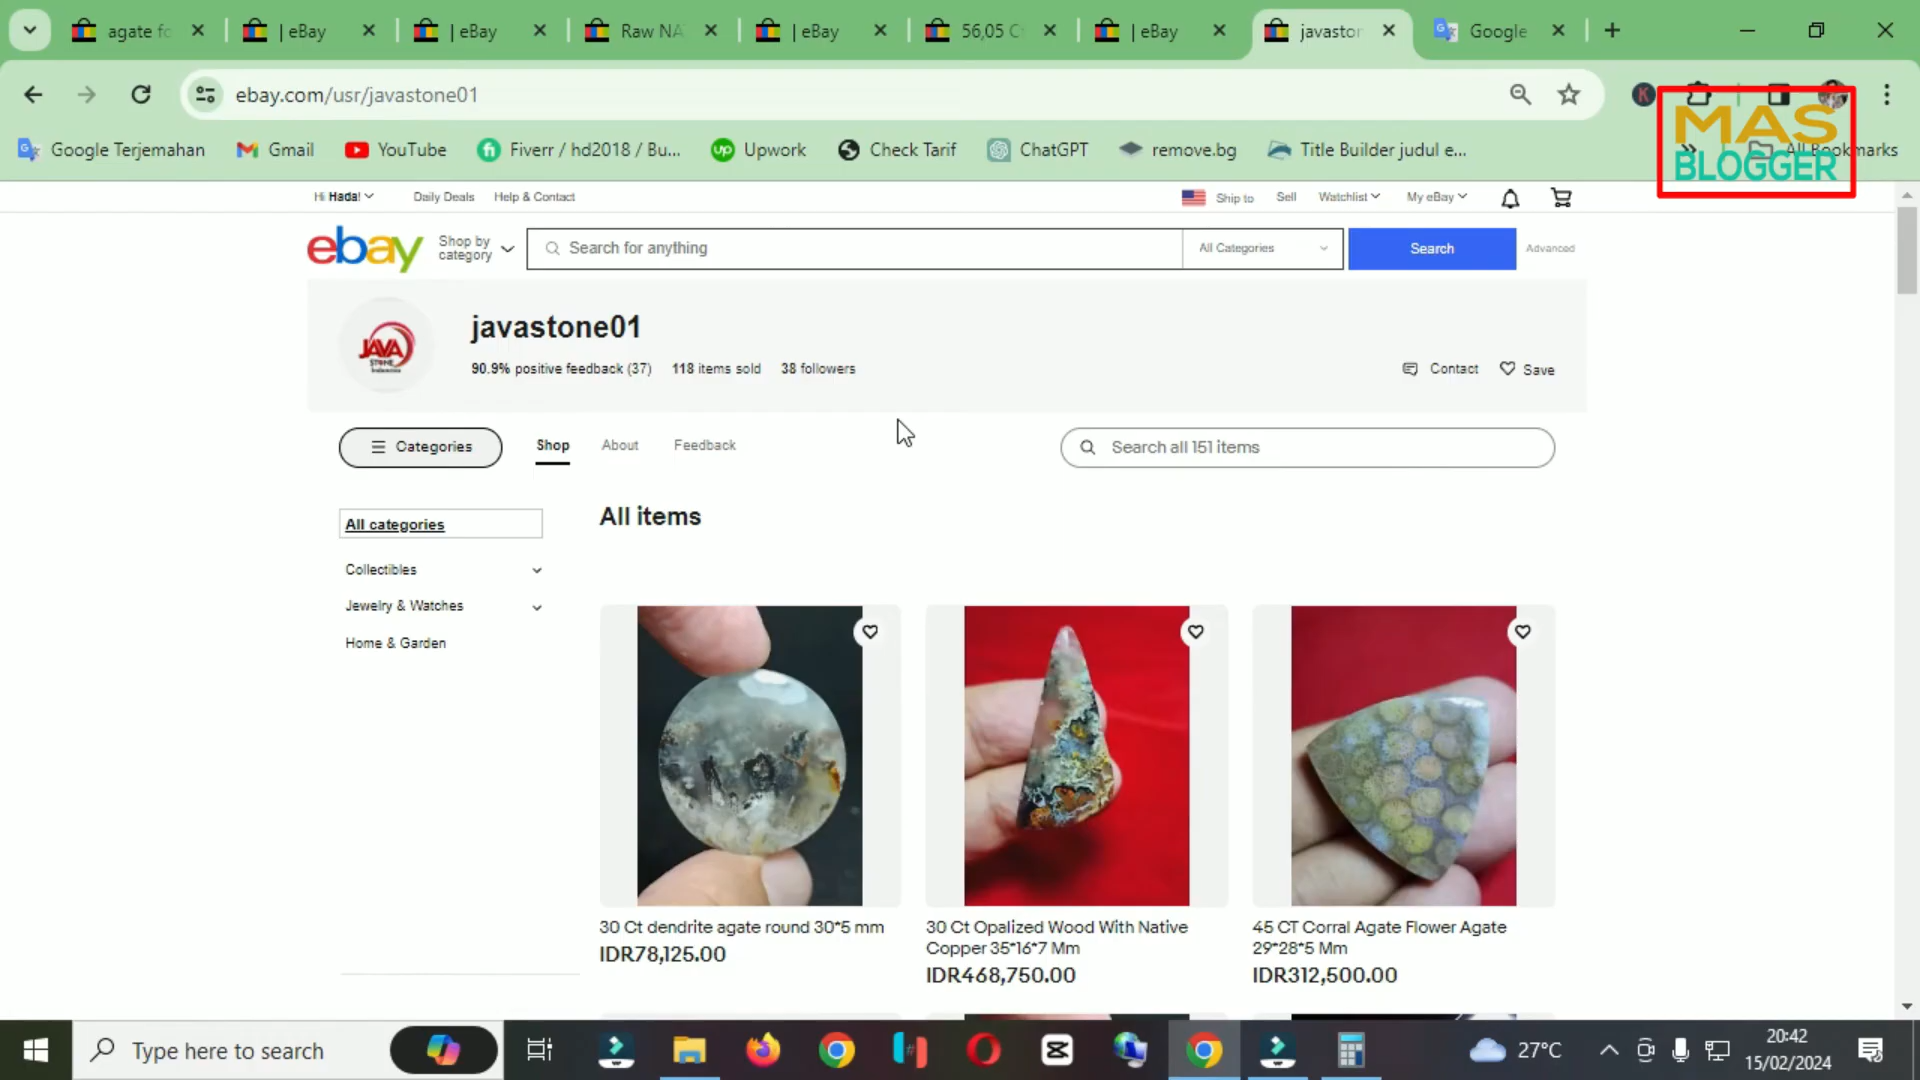 agate fo
| eBay
| eBay
Raw NA
| eBay
56,05 C
| eBay
javaston
Google
ebay.com/usr/javastone01
K
MAS
BLOGGER
Google Terjemahan
Gmail
YouTube
Fiverr / hd2018 / Bu...
up
Upwork
Check Tarif
ChatGPT
remove.bg
Title Builder judul e...
All Bookmarks
Hi Hada!
Daily Deals
Help & Contact
Ship to
Sell
Watchlist
My eBay
ebay
Shop by
category
Search for anything
All Categories
Search
Advanced
JAVA
STONE
Indonesia
javastone01
90.9% positive feedback (37)
118 items sold
38 followers
Contact
Save
Categories
Shop
About
Feedback
Search all 151 items
All categories
Collectibles
Jewelry & Watches
Home & Garden
All items
30 Ct dendrite agate round 30*5 mm
IDR78,125.00
30 Ct Opalized Wood With Native
Copper 35*16*7 Mm
IDR468,750.00
45 CT Corral Agate Flower Agate
29*28*5 Mm
IDR312,500.00
Type here to search
27°C
20:42
15/02/2024